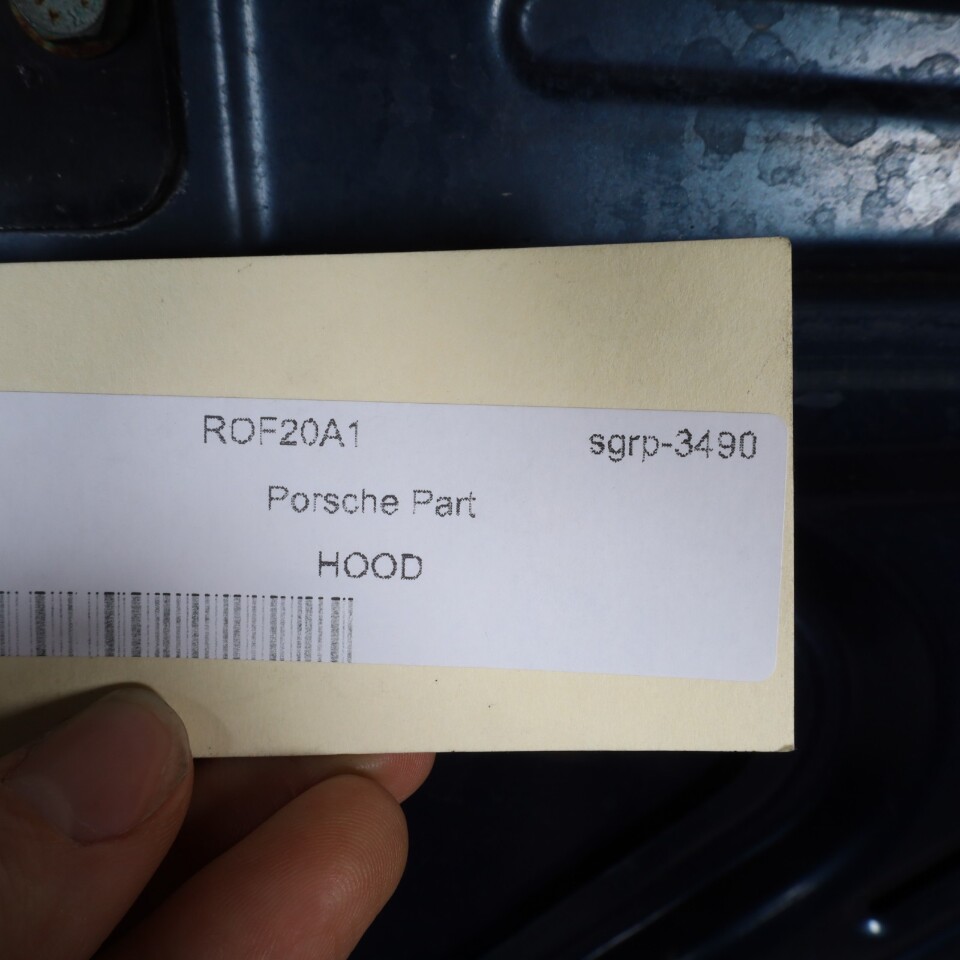 ROF20A1 sgrp-3490
Porsche Part
HOOD